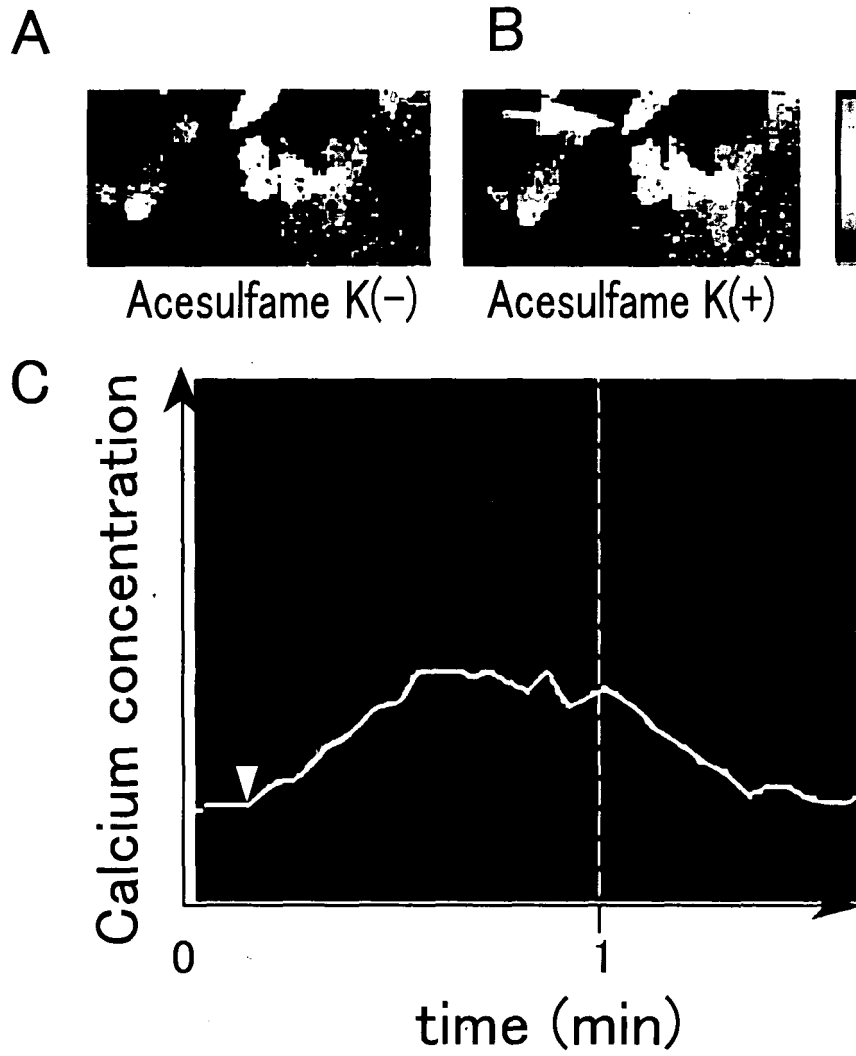 A
B
Acesulfame K(-)
Acesulfame K(+)
C
Calcium concentration
0
1
time (min)